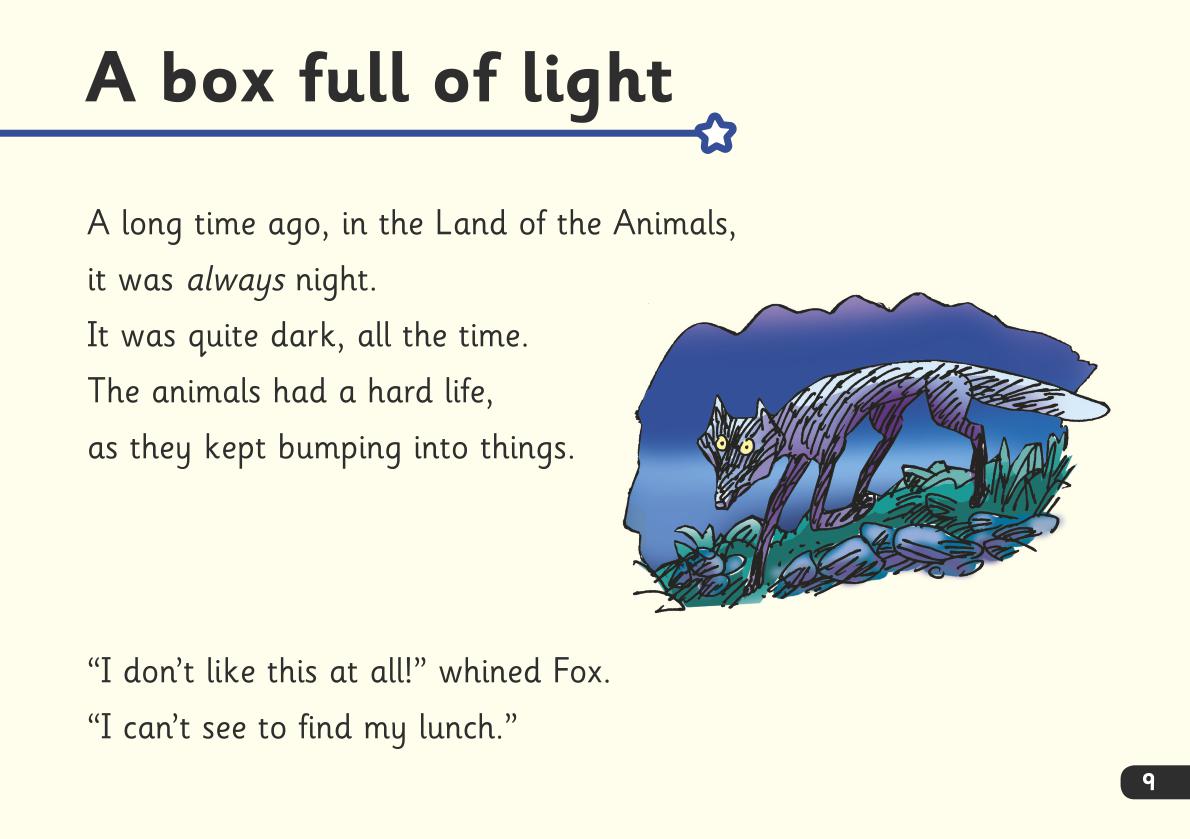 A box full of light
A long time ago, in the Land of the Animals,
it was always night.
It was quite dark, all the time.
The animals had a hard life,
as they kept bumping into things.
“I don’t like this at all!” whined Fox.
“I can’t see to find my lunch.”
9